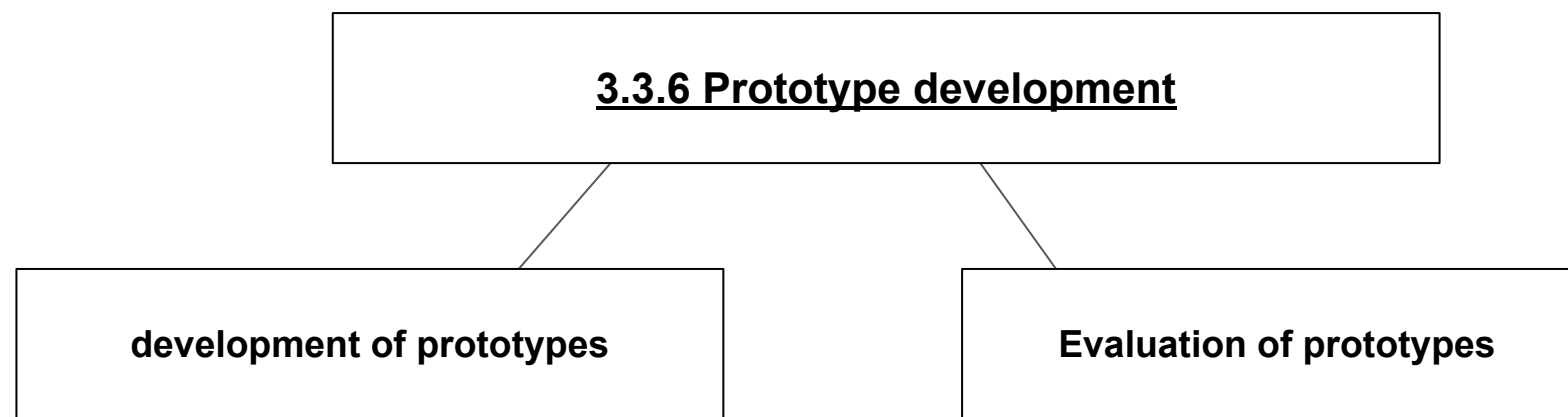 3.3.6 Prototype development
development of prototypes
Evaluation of prototypes